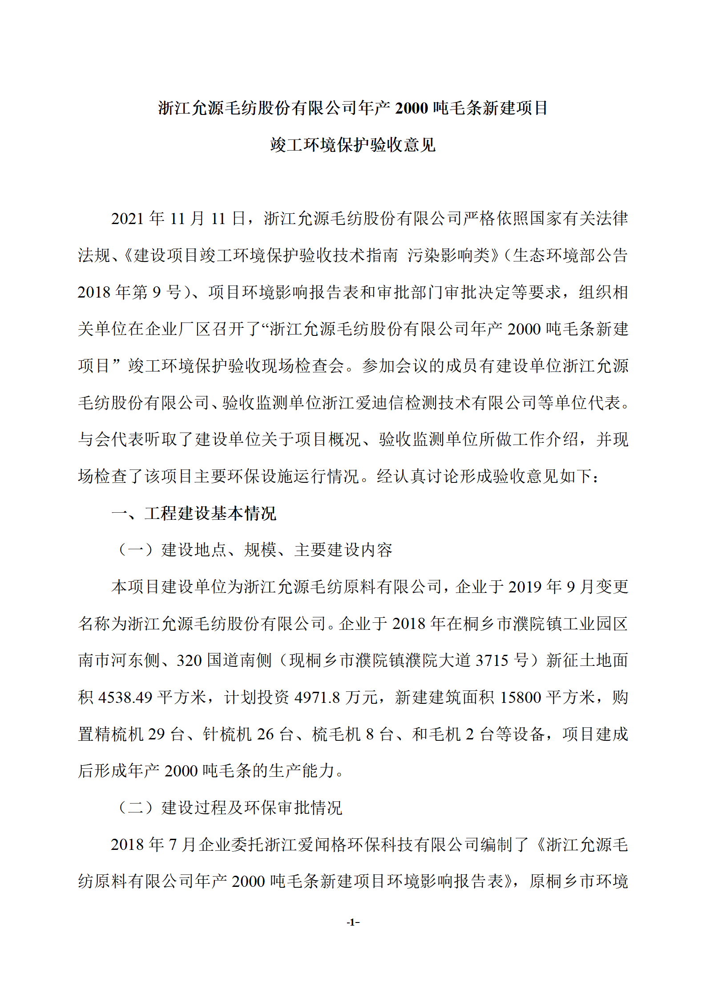 浙江允源毛纺股份有限公司年产 2000 吨毛条新建项目
竣工环境保护验收意见
2021 年 11 月 11 日，浙江允源毛纺股份有限公司严格依照国家有关法律
法规、《建设项目竣工环境保护验收技术指南 污染影响类》（生态环境部公告
2018 年第 9 号）、项目环境影响报告表和审批部门审批决定等要求，组织相
关单位在企业厂区召开了“浙江允源毛纺股份有限公司年产 2000 吨毛条新建
项目”竣工环境保护验收现场检查会。参加会议的成员有建设单位浙江允源
毛纺股份有限公司、验收监测单位浙江爱迪信检测技术有限公司等单位代表。
与会代表听取了建设单位关于项目概况、验收监测单位所做工作介绍，并现
场检查了该项目主要环保设施运行情况。经认真讨论形成验收意见如下：
一、工程建设基本情况
（一）建设地点、规模、主要建设内容
本项目建设单位为浙江允源毛纺原料有限公司，企业于 2019 年 9 月变更
名称为浙江允源毛纺股份有限公司。企业于 2018 年在桐乡市濮院镇工业园区
南市河东侧、320 国道南侧（现桐乡市濮院镇濮院大道 3715 号）新征土地面
积 4538.49 平方米，计划投资 4971.8 万元，新建建筑面积 15800 平方米，购
置精梳机 29 台、针梳机 26 台、梳毛机 8 台、和毛机 2 台等设备，项目建成
后形成年产 2000 吨毛条的生产能力。
（二）建设过程及环保审批情况
2018 年 7 月企业委托浙江爱闻格环保科技有限公司编制了《浙江允源毛
纺原料有限公司年产 2000 吨毛条新建项目环境影响报告表》，原桐乡市环境
-1-